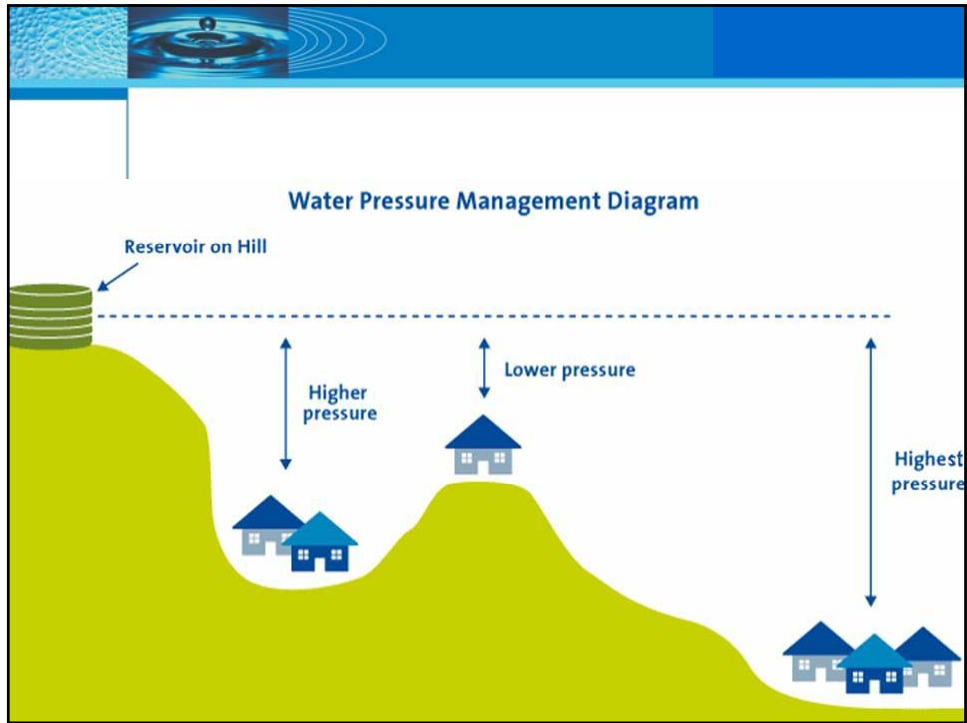 Water Pressure Management Diagram
Reservoir on Hill
Lower pressure
Higher
pressure
Highest
pressure